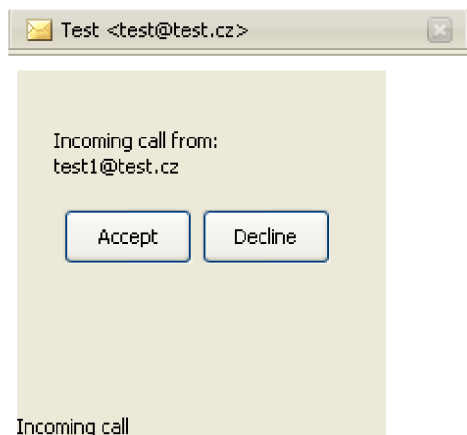 Test <test@test.cz>
Incoming call from:
test1@test.cz
Accept
Decline
Incoming call